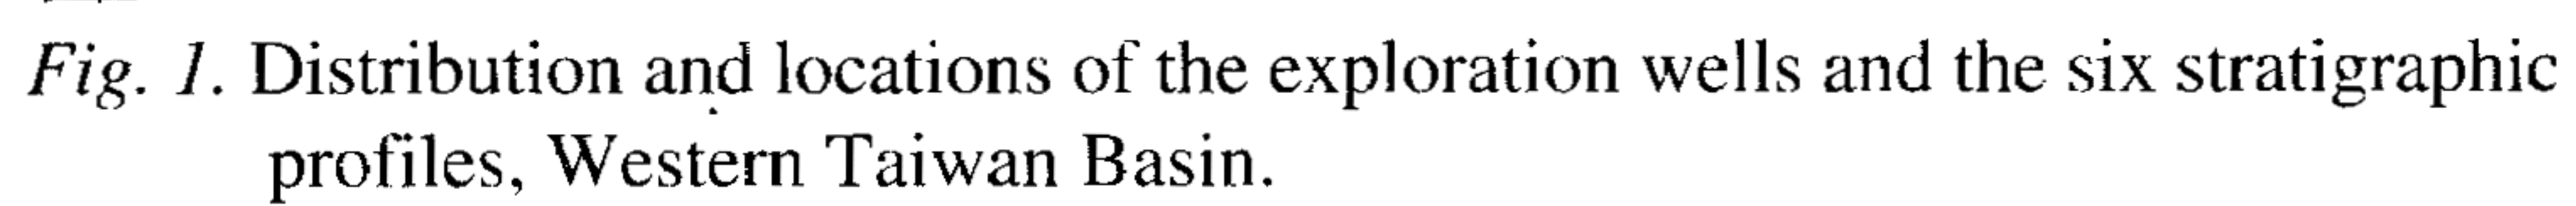 Fig. 1. Distribution and locations of the exploration wells and the six stratigraphic
profiles, Western Taiwan Basin.